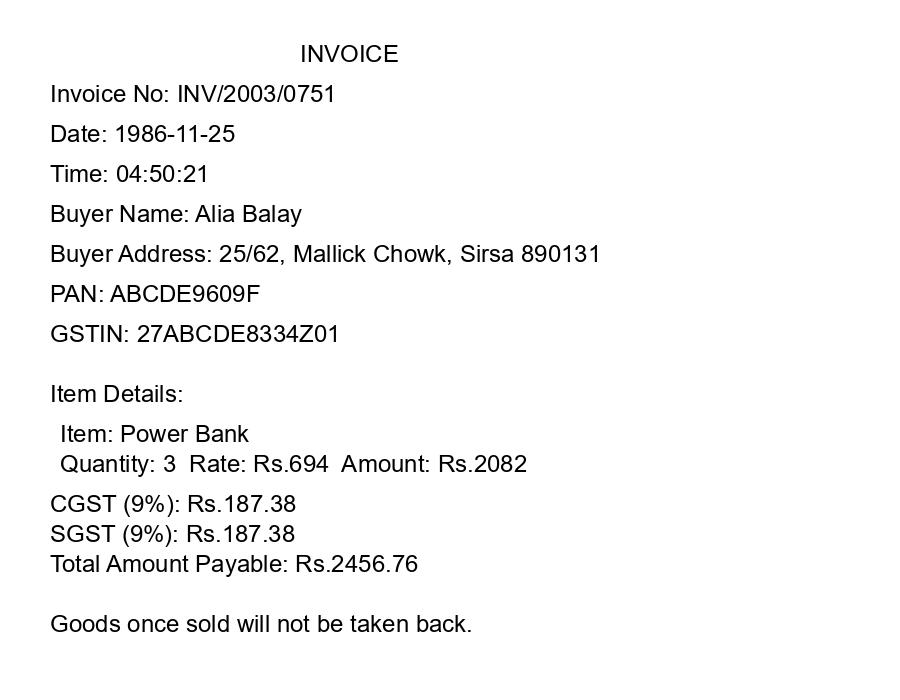 INVOICE
Invoice No: INV/2003/0751
Date: 1986-11-25
Time: 04:50:21
Buyer Name: Alia Balay
Buyer Address: 25/62, Mallick Chowk, Sirsa 890131
PAN: ABCDE9609F
GSTIN: 27ABCDE8334Z01
Item Details:
Item: Power Bank
Quantity: 3  Rate: Rs.694  Amount: Rs.2082
CGST (9%): Rs.187.38
SGST (9%): Rs.187.38
Total Amount Payable: Rs.2456.76
Goods once sold will not be taken back.